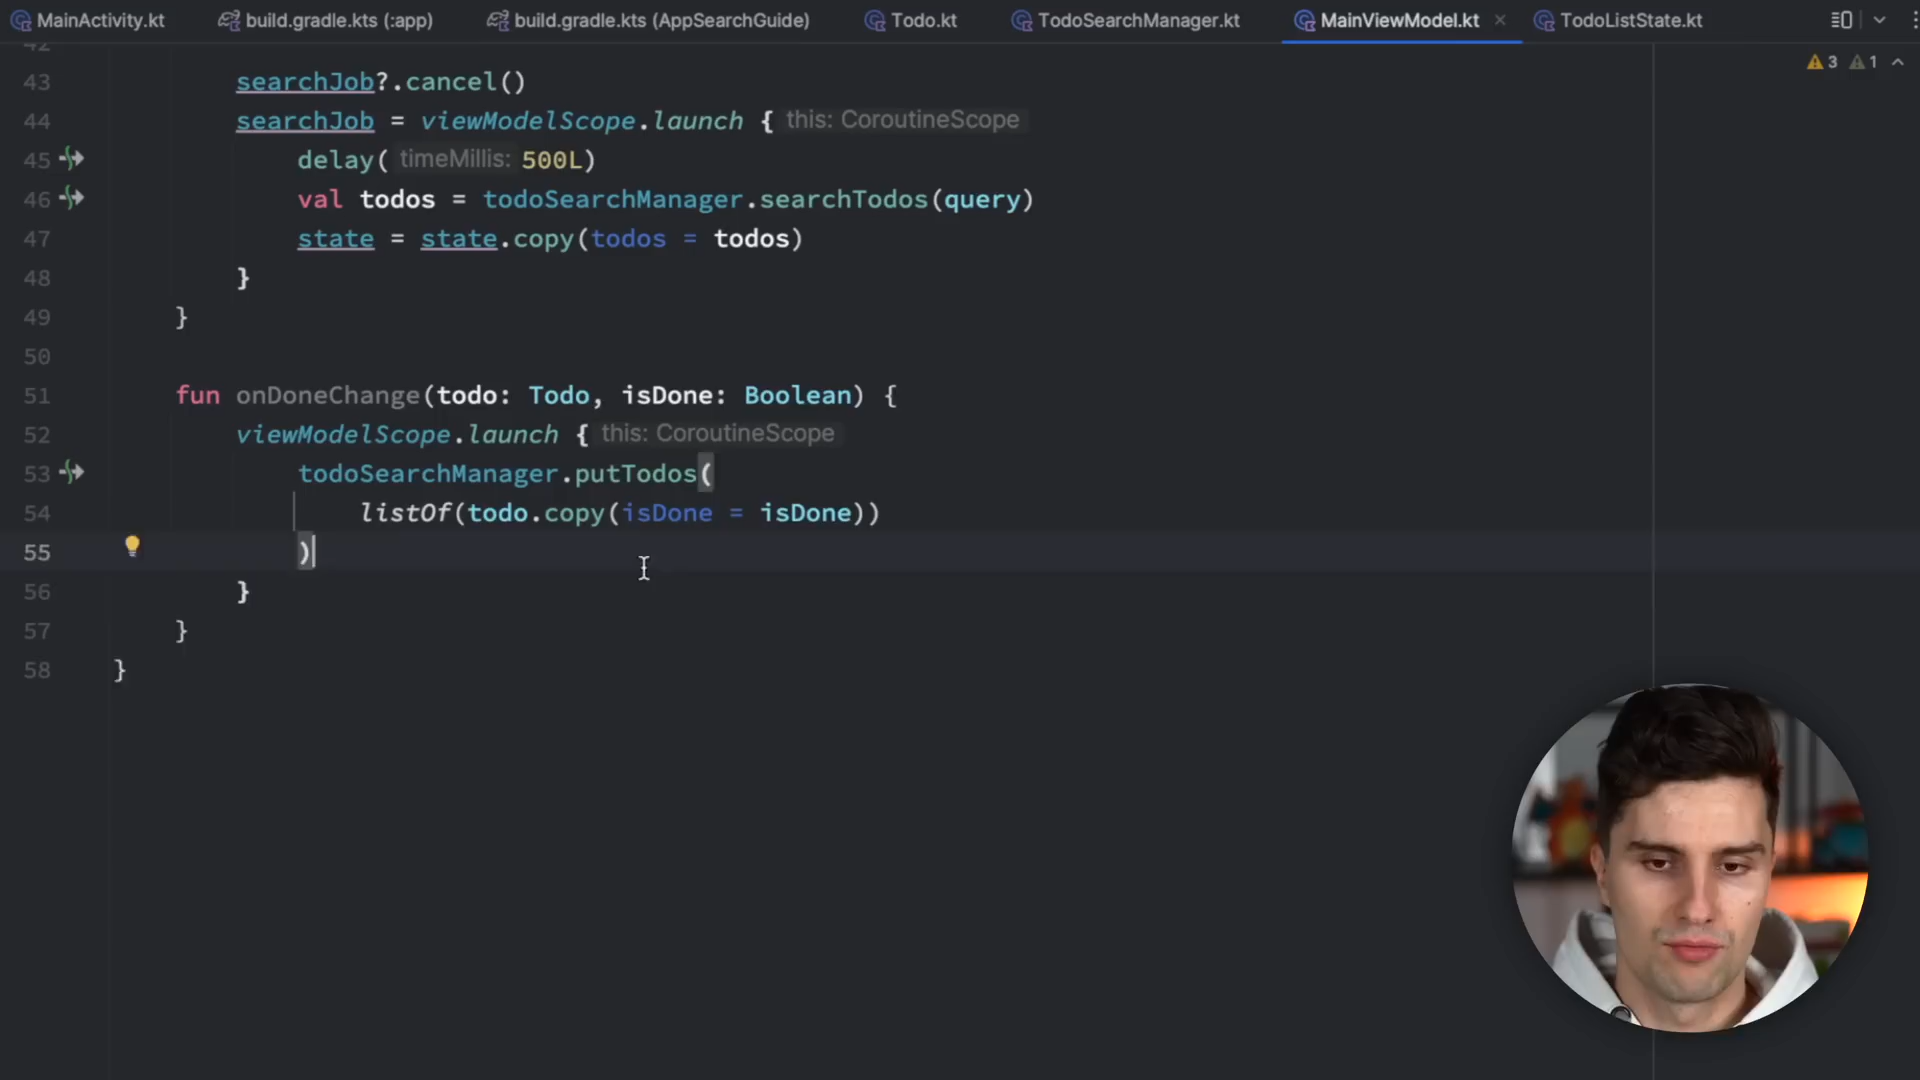 MainActivity.kt build.gradle.kts (:app) build.gradle.kts (AppSearchGuide) Todo.kt TodoSearchManager.kt MainViewModel.kt TodoListState.kt
3 1
42
43 searchJob?.cancel()
44 searchJob = viewModelScope.launch { this: CoroutineScope
45 delay( timeMillis: 500L)
46 val todos = todoSearchManager.searchTodos(query)
47 state = state.copy(todos = todos)
48 }
49 }
50
51 fun onDoneChange(todo: Todo, isDone: Boolean) {
52 viewModelScope.launch { this: CoroutineScope
53 todoSearchManager.putTodos(
54 listOf(todo.copy(isDone = isDone))
55 )
56 }
57 }
58 }